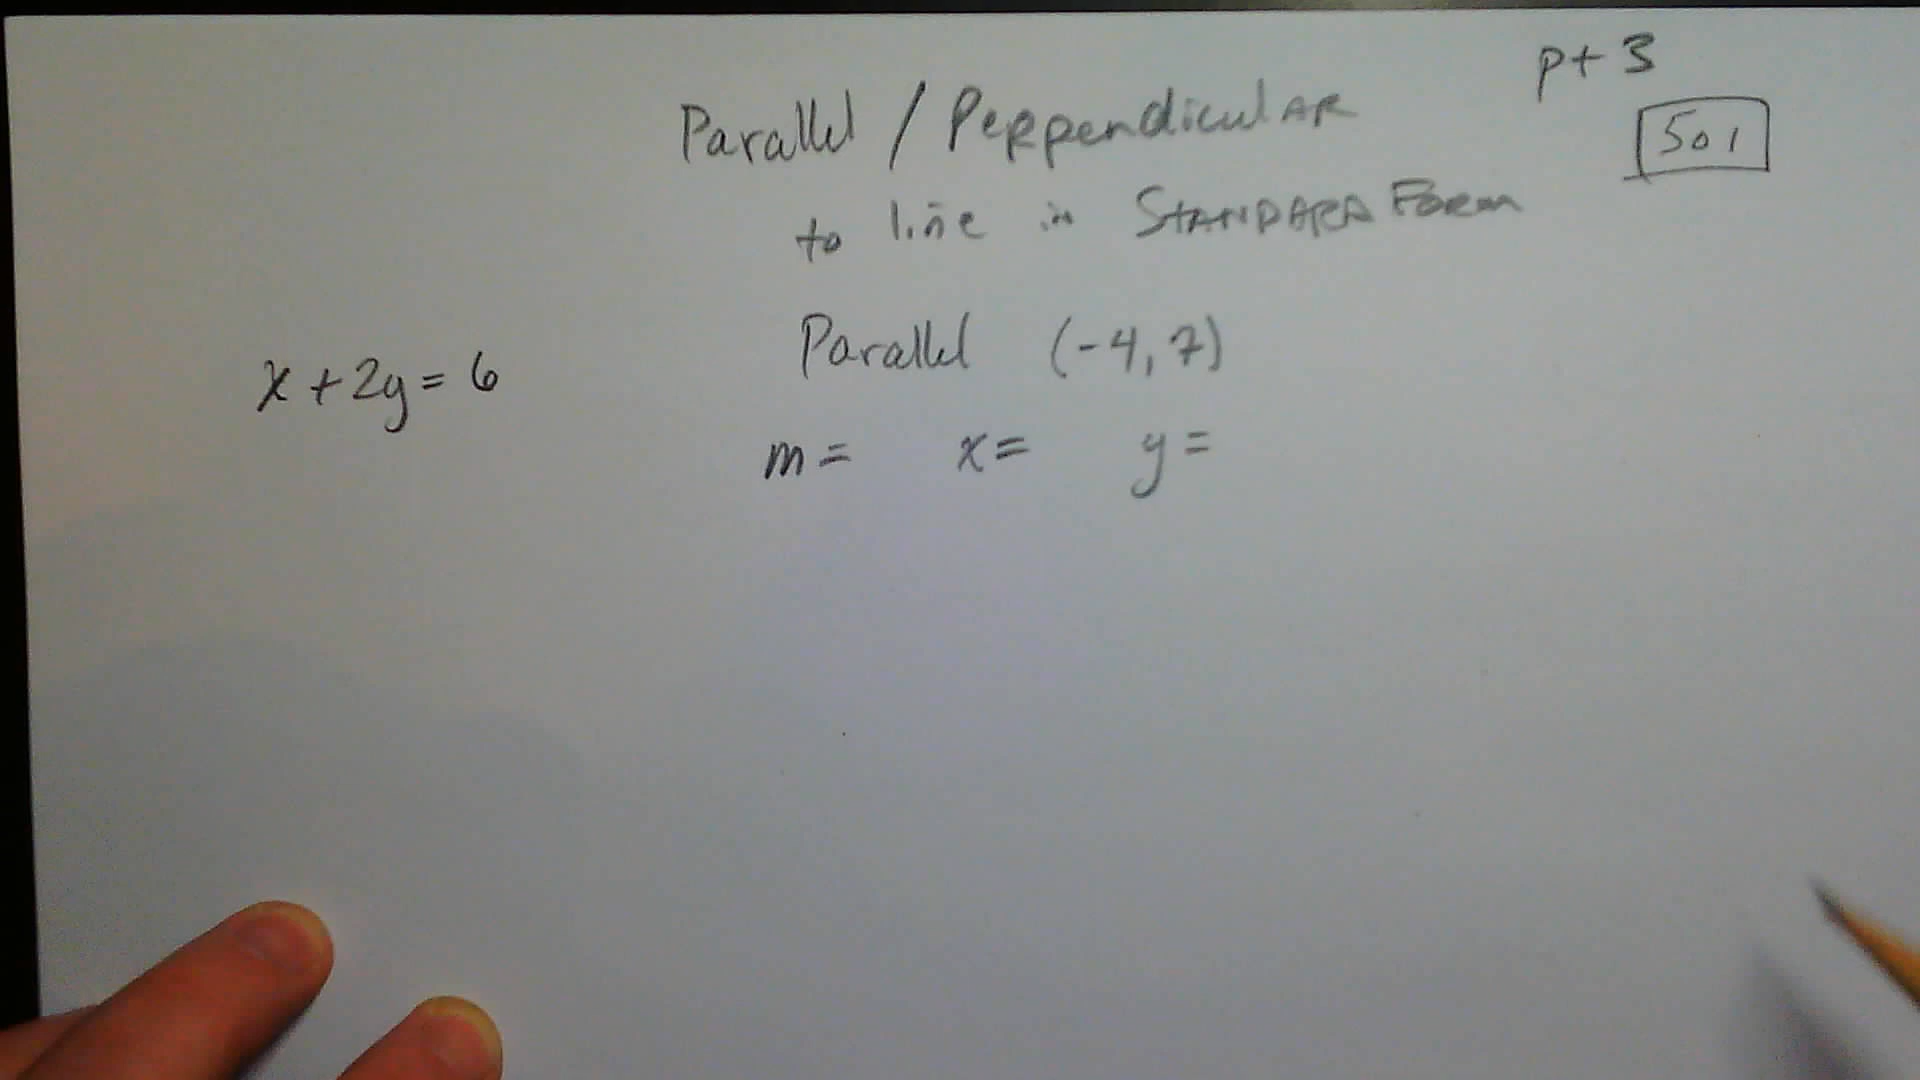 pt 3
Parallel / Perpendicular
501
to line in STANDARD FORM
Parallel (-4, 7)
x + 2y = 6
m = x = y =